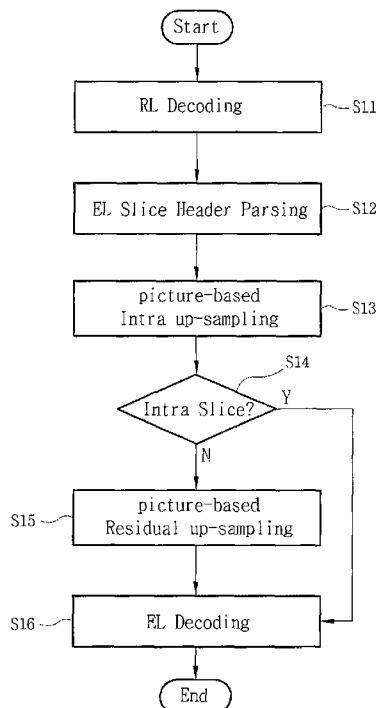 Start
RL Decoding
S11
EL Slice Header Parsing
S12
picture-based
Intra up-sampling
S13
S14
Intra Slice?
Y
N
picture-based
Residual up-sampling
S15
EL Decoding
S16
End